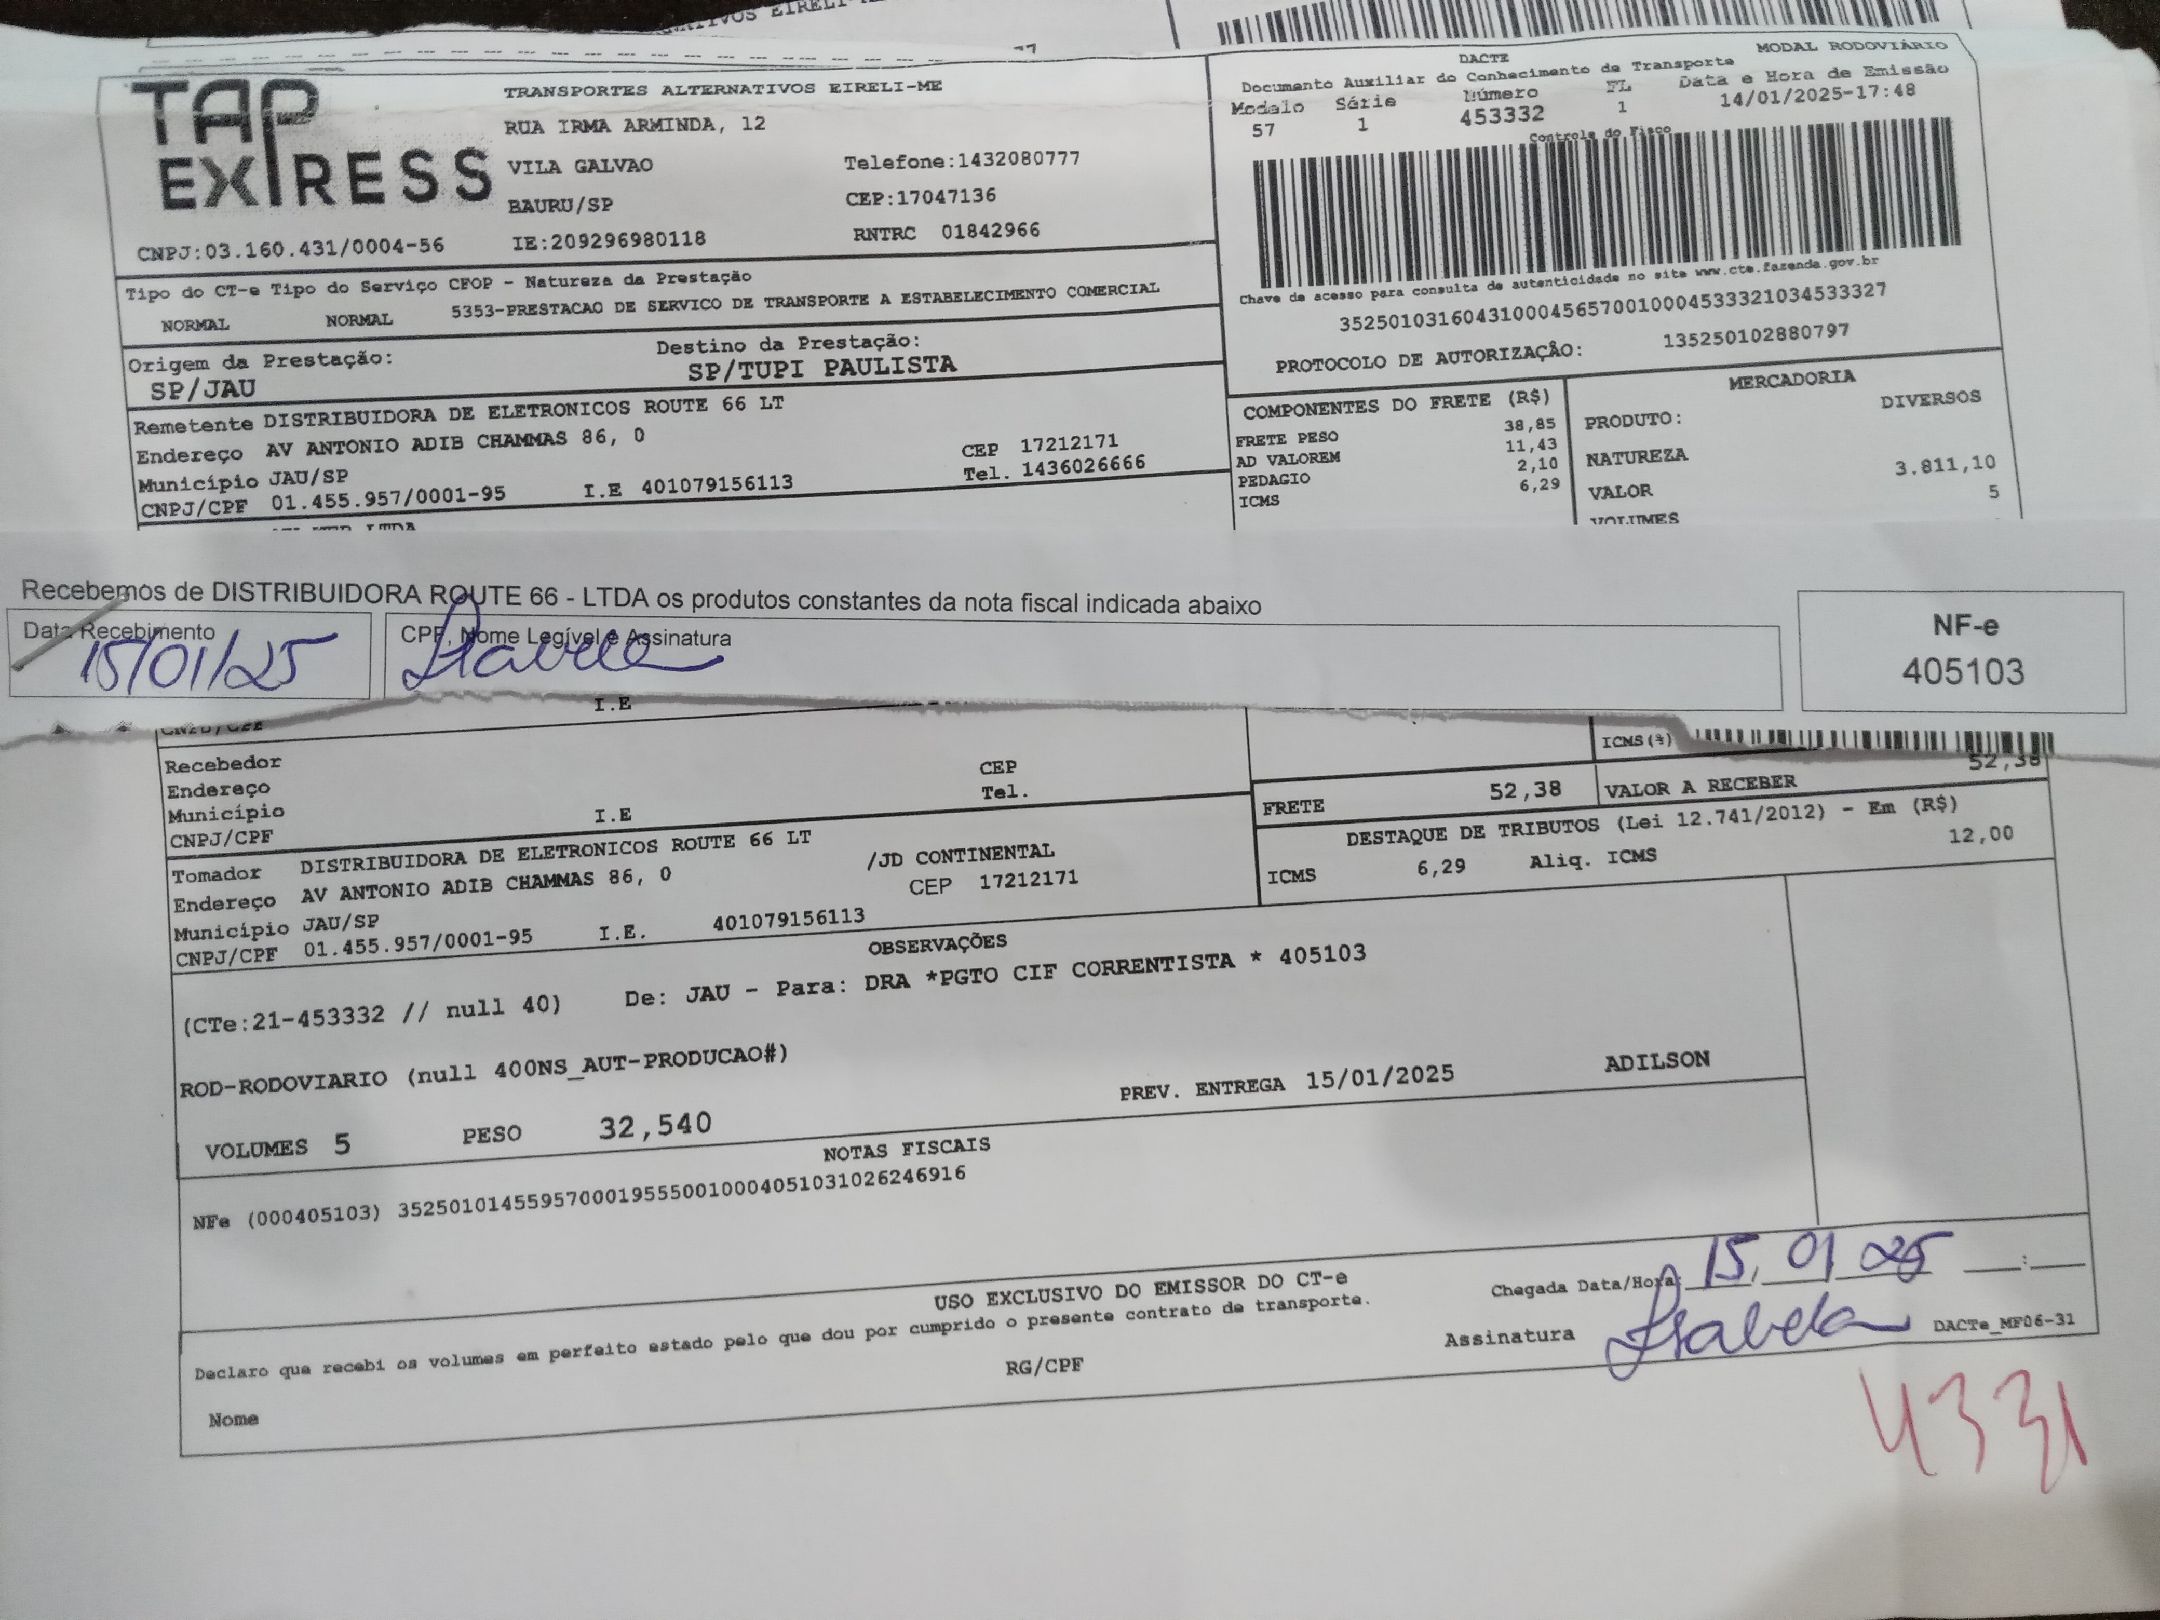 TAP
EXPRESS
TRANSPORTES ALTERNATIVOS EIRELI-ME
RUA IRMA ARMINDA, 12
VILA GALVAO Telefone:1432080777
BAURU/SP CEP:17047136
CNPJ:03.160.431/0004-56 IE:209296980118 RNTRC 01842966
DACTE MODAL RODOVIÁRIO
Documento Auxiliar do Conhecimento de Transporte
Modelo Série Número FL Data e Hora de Emissão
57 1 453332 1 14/01/2025-17:48
Controle do Fisco
Chave de acesso para consulta de autenticidade no site www.cte.fazenda.gov.br
35250103160431000456570010004533321034533327
PROTOCOLO DE AUTORIZAÇÂO: 135250102880797
Tipo do CT-e Tipo do Serviço CFOP - Natureza da Prestação
NORMAL NORMAL 5353-PRESTACAO DE SERVICO DE TRANSPORTE A ESTABELECIMENTO COMERCIAL
Origem da Prestação: Destino da Prestação:
SP/JAU SP/TUPI PAULISTA
Remetente DISTRIBUIDORA DE ELETRONICOS ROUTE 66 LT
Endereço AV ANTONIO ADIB CHAMMAS 86, 0 CEP 17212171
Município JAU/SP Tel. 1436026666
CNPJ/CPF 01.455.957/0001-95 I.E 401079156113
COMPONENTES DO FRETE (R$)
FRETE PESO 38,85
AD VALOREM 11,43
PEDAGIO 2,10
ICMS 6,29
MERCADORIA
PRODUTO: DIVERSOS
NATUREZA
VALOR 3.811,10
VOLUMES 5
Recebemos de DISTRIBUIDORA ROUTE 66 - LTDA os produtos constantes da nota fiscal indicada abaixo
Data Recebimento CPF, Nome Legível e Assinatura
15/01/25 Isabela
NF-e
405103
CNPJ/CPF I.E
ICMS(%)
Recebedor CEP
Endereço Tel.
Município I.E
CNPJ/CPF
FRETE 52,38 VALOR A RECEBER 52,38
DESTAQUE DE TRIBUTOS (Lei 12.741/2012) - Em (R$)
ICMS 6,29 Aliq. ICMS 12,00
Tomador DISTRIBUIDORA DE ELETRONICOS ROUTE 66 LT
Endereço AV ANTONIO ADIB CHAMMAS 86, 0 /JD CONTINENTAL
Município JAU/SP CEP 17212171
CNPJ/CPF 01.455.957/0001-95 I.E. 401079156113
OBSERVAÇÕES
(CTe:21-453332 // null 40) De: JAU - Para: DRA *PGTO CIF CORRENTISTA * 405103
ROD-RODOVIARIO (null 400NS_AUT-PRODUCAO#)
PREV. ENTREGA 15/01/2025 ADILSON
VOLUMES 5 PESO 32,540
NOTAS FISCAIS
NFe (000405103) 35250101455957000195550010004051031026246916
USO EXCLUSIVO DO EMISSOR DO CT-e
Declaro que recebi os volumes em perfeito estado pelo que dou por cumprido o presente contrato de transporte.
Chegada Data/Hora: 15, 01 25 :
Assinatura Isabela DACTe_MF06-31
RG/CPF
Nome
4331